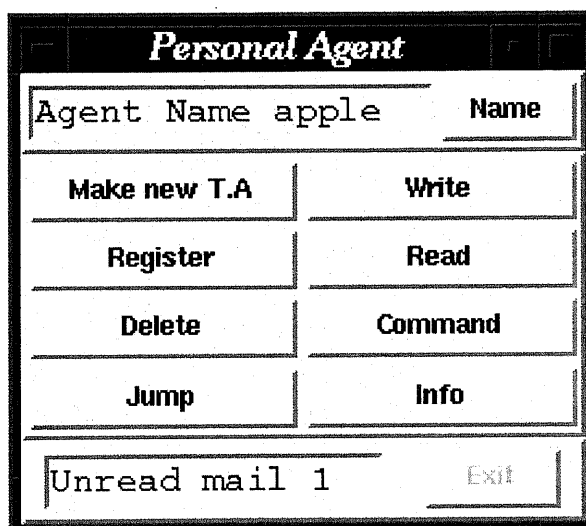 Personal Agent
Agent Name apple Name
Make new T.A Write
Register Read
Delete Command
Jump Info
Unread mail 1 Exit